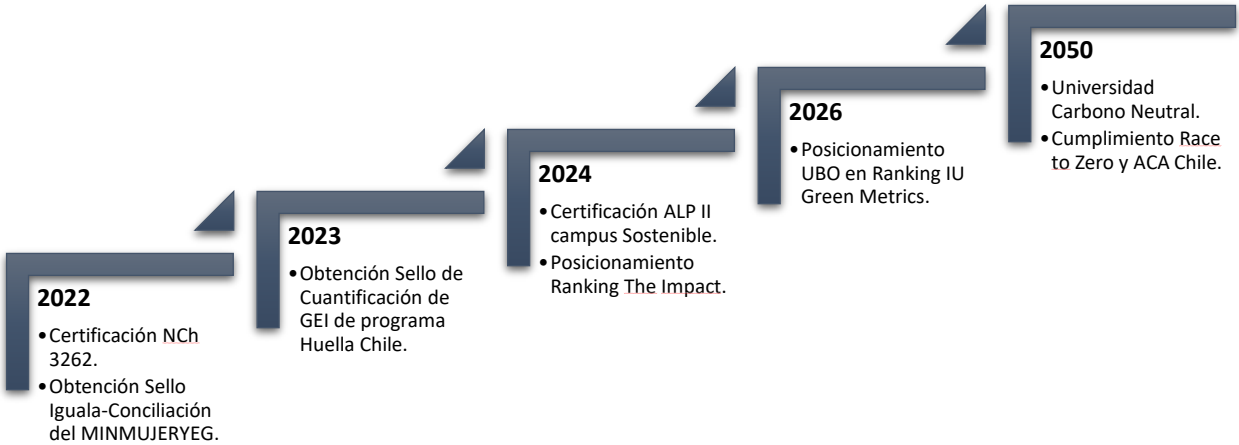 2022
•Certificación NCh
3262.
•Obtención Sello
Iguala-Conciliación
del MINMUJERYEG.
2023
•Obtención Sello de
Cuantificación de
GEI de programa
Huella Chile.
2024
•Certificación ALP II
campus Sostenible.
•Posicionamiento
Ranking The Impact.
2026
•Posicionamiento
UBO en Ranking IU
Green Metrics.
2050
•Universidad
Carbono Neutral.
•Cumplimiento Race
to Zero y ACA Chile.